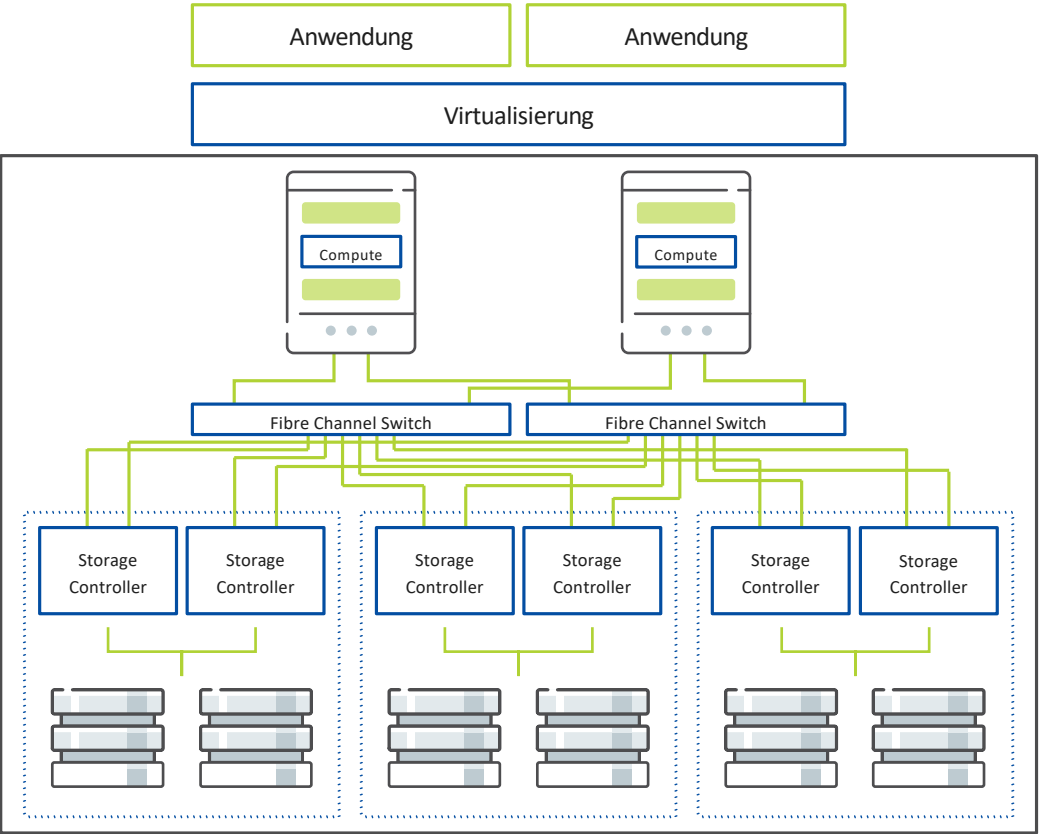 Anwendung
Anwendung
Virtualisierung
Compute
Compute
Fibre Channel Switch
Fibre Channel Switch
Storage
Controller
Storage
Controller
Storage
Controller
Storage
Controller
Storage
Controller
Storage
Controller